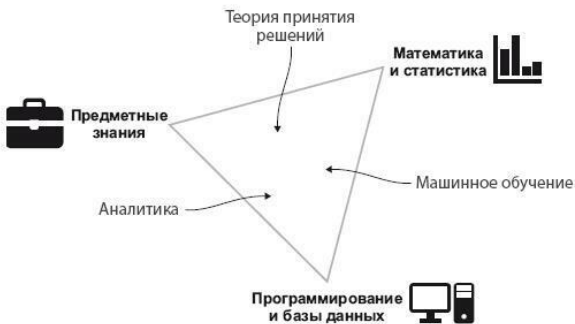 Теория принятия
решений
Математика
и статистика
Предметные
знания
Машинное обучение
Аналитика
Программирование
и базы данных